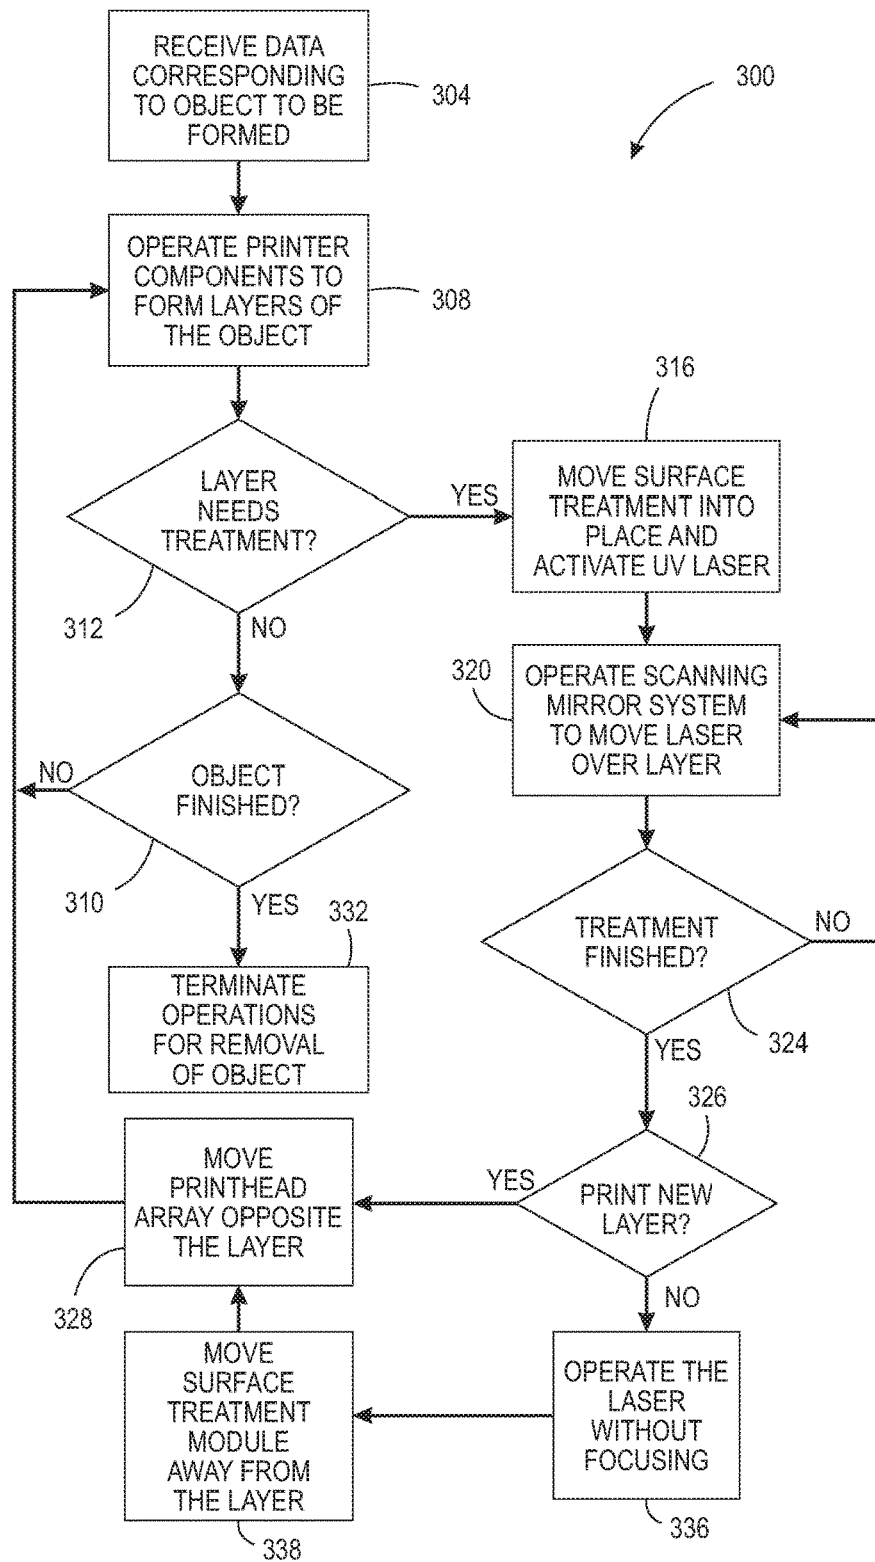 RECEIVE DATA
CORRESPONDING
TO OBJECT TO BE
FORMED
304
300
OPERATE PRINTER
COMPONENTS TO
FORM LAYERS OF
THE OBJECT
308
LAYER
NEEDS
TREATMENT?
312
YES
NO
316
MOVE SURFACE
TREATMENT INTO
PLACE AND
ACTIVATE UV LASER
320
OPERATE SCANNING
MIRROR SYSTEM
TO MOVE LASER
OVER LAYER
OBJECT
FINISHED?
NO
310
YES
TREATMENT
FINISHED?
NO
324
YES
332
TERMINATE
OPERATIONS
FOR REMOVAL
OF OBJECT
326
PRINT NEW
LAYER?
YES
NO
MOVE
PRINTHEAD
ARRAY OPPOSITE
THE LAYER
328
OPERATE THE
LASER
WITHOUT
FOCUSING
336
MOVE
SURFACE
TREATMENT
MODULE
AWAY FROM
THE LAYER
338